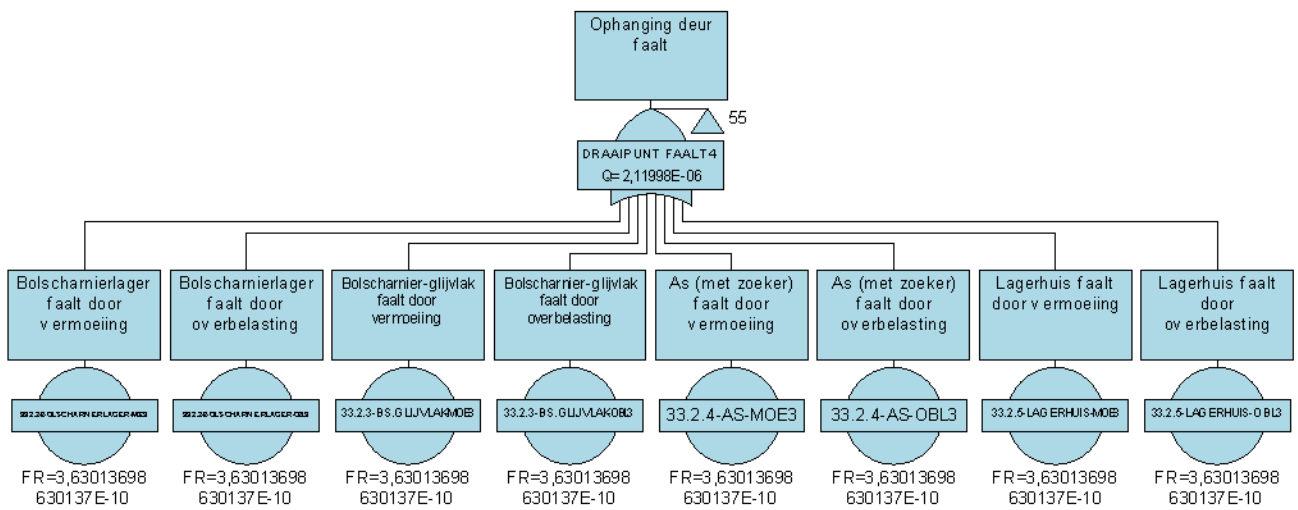 Ophanging deur
faalt
55
DRAAIPUNT FAALT4
Q=2,11998E-06
Bolscharnierlager
faalt door
vermoeiing
Bolscharnierlager
faalt door
overbelasting
Bolscharnier-glijvlak
faalt door
vermoeiing
Bolscharnier-glijvlak
faalt door
overbelasting
As (met zoeker)
faalt door
vermoeiing
As (met zoeker)
faalt door
overbelasting
Lagerhuis faalt
door vermoeiing
Lagerhuis faalt
door
overbelasting
33.2.3-BS.GLIJVLAKMOE3
33.2.3-BS.GLIJVLAKOBL3
33.2.4-AS-MOE3
33.2.4-AS-OBL3
33.2.5-LAGERHUIS-MOE3
33.2.5-LAGERHUIS-OBL3
FR=3,63013698
630137E-10
FR=3,63013698
630137E-10
FR=3,63013698
630137E-10
FR=3,63013698
630137E-10
FR=3,63013698
630137E-10
FR=3,63013698
630137E-10
FR=3,63013698
630137E-10
FR=3,63013698
630137E-10